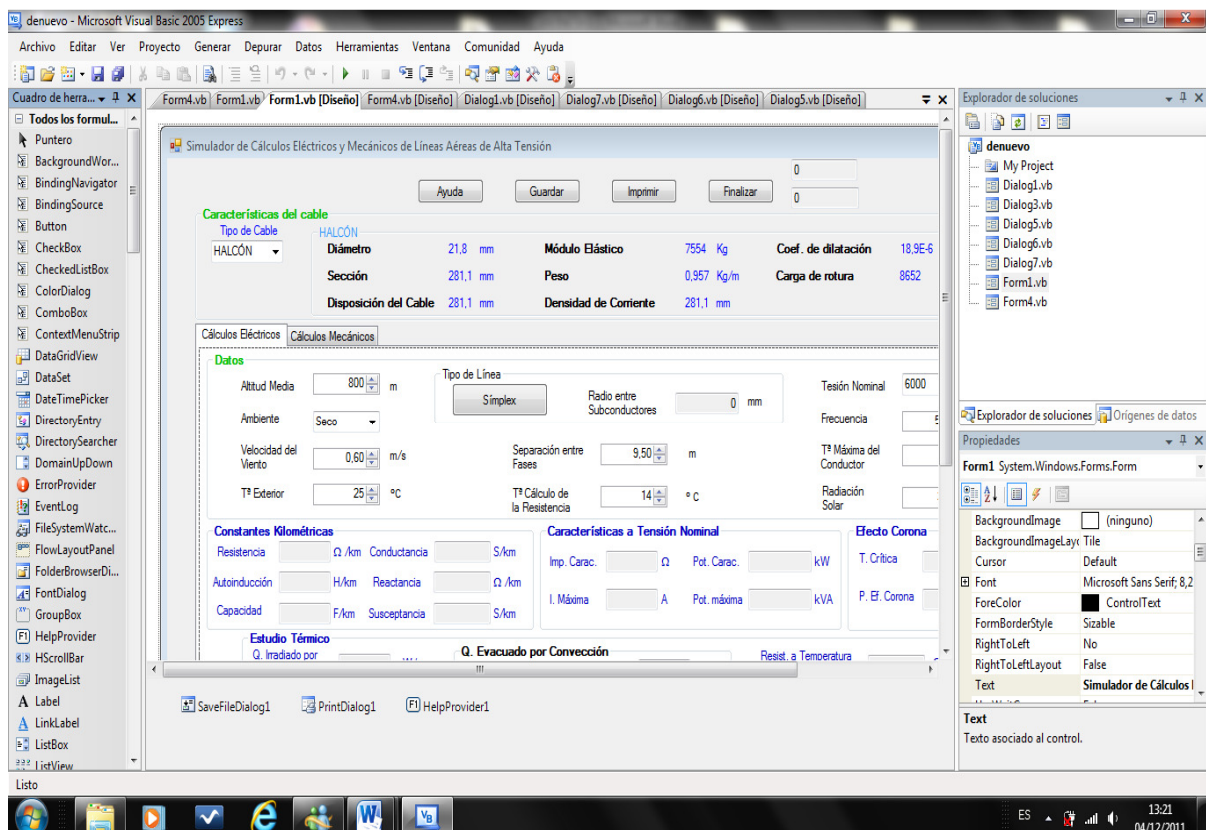 denuevo - Microsoft Visual Basic 2005 Express
Archivo Editar Ver Proyecto Generar Depurar Datos Herramientas Ventana Comunidad Ayuda
Cuadro de herra...
Todos los formul...
Puntero
BackgroundWor...
BindingNavigator
BindingSource
Button
CheckBox
CheckedListBox
ColorDialog
ComboBox
ContextMenuStrip
DataGridView
DataSet
DateTimePicker
DirectoryEntry
DirectorySearcher
DomainUpDown
ErrorProvider
EventLog
FileSystemWatc...
FlowLayoutPanel
FolderBrowserDi...
FontDialog
GroupBox
HelpProvider
HScrollBar
ImageList
Label
LinkLabel
ListBox
ListView
Form4.vb Form1.vb Form1.vb [Diseño] Form4.vb [Diseño] Dialog1.vb [Diseño] Dialog7.vb [Diseño] Dialog6.vb [Diseño] Dialog5.vb [Diseño]
Simulador de Cálculos Eléctricos y Mecánicos de Líneas Aéreas de Alta Tensión
0
Ayuda Guardar Imprimir Finalizar 0
Características del cable
Tipo de Cable HALCÓN
HALCÓN Diámetro 21,8 mm Módulo Elástico 7554 Kg Coef. de dilatación 18,9E-6
Sección 281,1 mm Peso 0,957 Kg/m Carga de rotura 8652
Disposición del Cable 281,1 mm Densidad de Corriente 281,1 mm
Cálculos Eléctricos Cálculos Mecánicos
Datos
Altitud Media 800 m
Tipo de Línea
Símplex Radio entre Subconductores 0 mm
Tesión Nominal 6000
Ambiente Seco
Frecuencia 5
Velocidad del Viento 0,60 m/s
Separación entre Fases 9,50 m
Tª Máxima del Conductor
Tª Exterior 25 ºC
Tª Cálculo de la Resistencia 14 º C
Radiación Solar
Constantes Kilométricas
Resistencia Ω /km Conductancia S/km
Autoinducción H/km Reactancia Ω /km
Capacidad F/km Susceptancia S/km
Características a Tensión Nominal
Imp. Carac. Ω Pot. Carac. kW
I. Máxima A Pot. máxima kVA
Efecto Corona
T. Crítica
P. Ef. Corona
Estudio Térmico
Q. Irradiado por
Q. Evacuado por Convección
Resist. a Temperatura
SaveFileDialog1 PrintDialog1 HelpProvider1
Explorador de soluciones
denuevo
My Project
Dialog1.vb
Dialog3.vb
Dialog5.vb
Dialog6.vb
Dialog7.vb
Form1.vb
Form4.vb
Explorador de soluciones Orígenes de datos
Propiedades
Form1 System.Windows.Forms.Form
BackgroundImage (ninguno)
BackgroundImageLay Tile
Cursor Default
Font Microsoft Sans Serif; 8,2
ForeColor ControlText
FormBorderStyle Sizable
RightToLeft No
RightToLeftLayout False
Text Simulador de Cálculos
Text
Texto asociado al control.
Listo
ES 13:21
04/12/2011